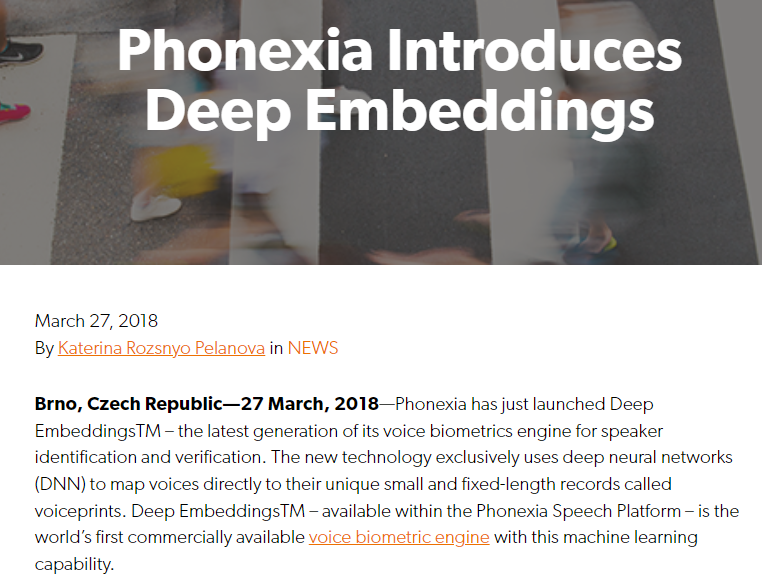 Phonexia Introduces
Deep Embeddings
March 27, 2018
By Katerina Rozsnyo Pelanova in NEWS
Brno, Czech Republic—27 March, 2018—Phonexia has just launched Deep
EmbeddingsTM – the latest generation of its voice biometrics engine for speaker
identification and verification. The new technology exclusively uses deep neural networks
(DNN) to map voices directly to their unique small and fixed-length records called
voiceprints. Deep EmbeddingsTM – available within the Phonexia Speech Platform – is the
world’s first commercially available voice biometric engine with this machine learning
capability.